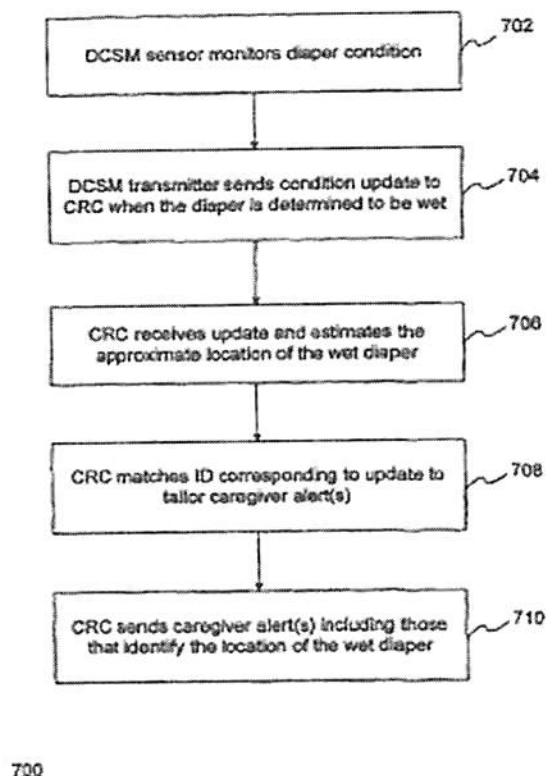 DCSM sensor monitors diaper condition
702
DCSM transmitter sends condition update to
CRC when the diaper is determined to be wet
704
CRC receives update and estimates the
approximate location of the wet diaper
706
CRC matches ID corresponding to update to
tailor caregiver alert(s)
708
CRC sends caregiver alert(s) including those
that identify the location of the wet diaper
710
700